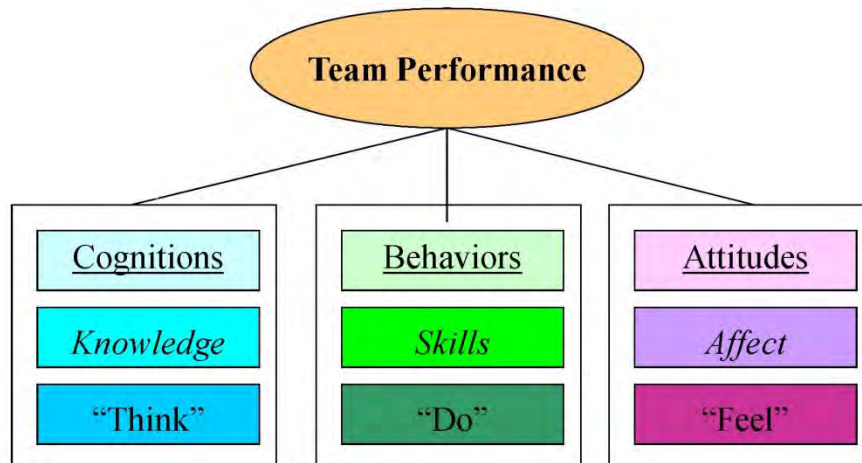 Team Performance
Cognitions
Knowledge
“Think”
Behaviors
Skills
“Do”
Attitudes
Affect
“Feel”